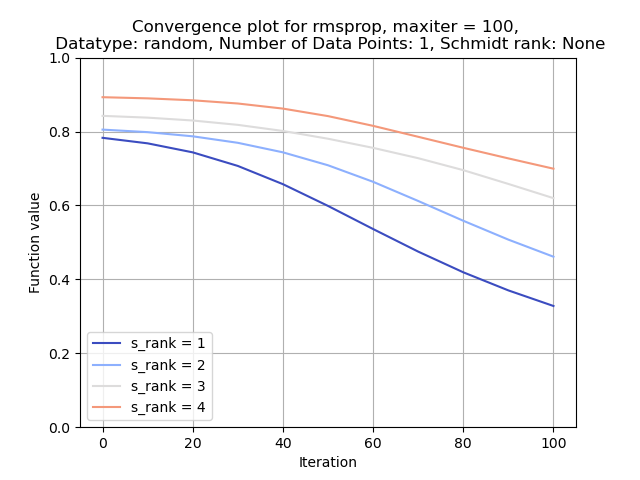 Convergence plot for rmsprop, maxiter = 100,
Datatype: random, Number of Data Points: 1, Schmidt rank: None
1.0
0.8
0.6
0.4
0.2
0.0
Function value
s_rank = 1
s_rank = 2
s_rank = 3
s_rank = 4
0 20 40 60 80 100
Iteration